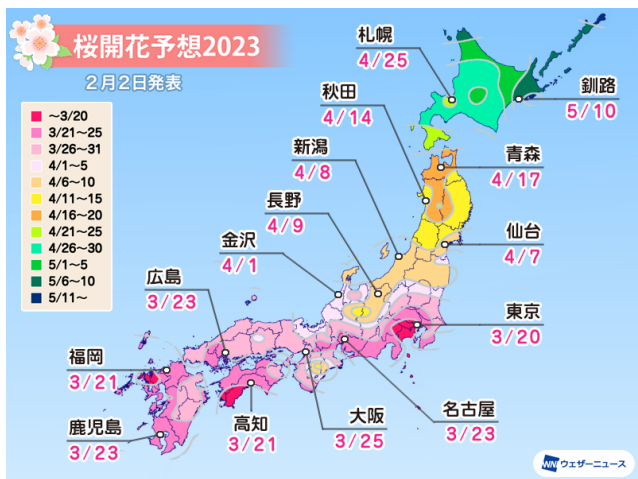 桜開花予想2023
2月2日発表
～3/20
3/21～25
3/26～31
4/1～5
4/6～10
4/11～15
4/16～20
4/21～25
4/26～30
5/1～5
5/6～10
5/11～
札幌
4/25
釧路
5/10
秋田
4/14
青森
4/17
新潟
4/8
長野
4/9
仙台
4/7
金沢
4/1
広島
3/23
東京
3/20
福岡
3/21
鹿児島
3/23
高知
3/21
大阪
3/25
名古屋
3/23
WNI ウェザーニュース